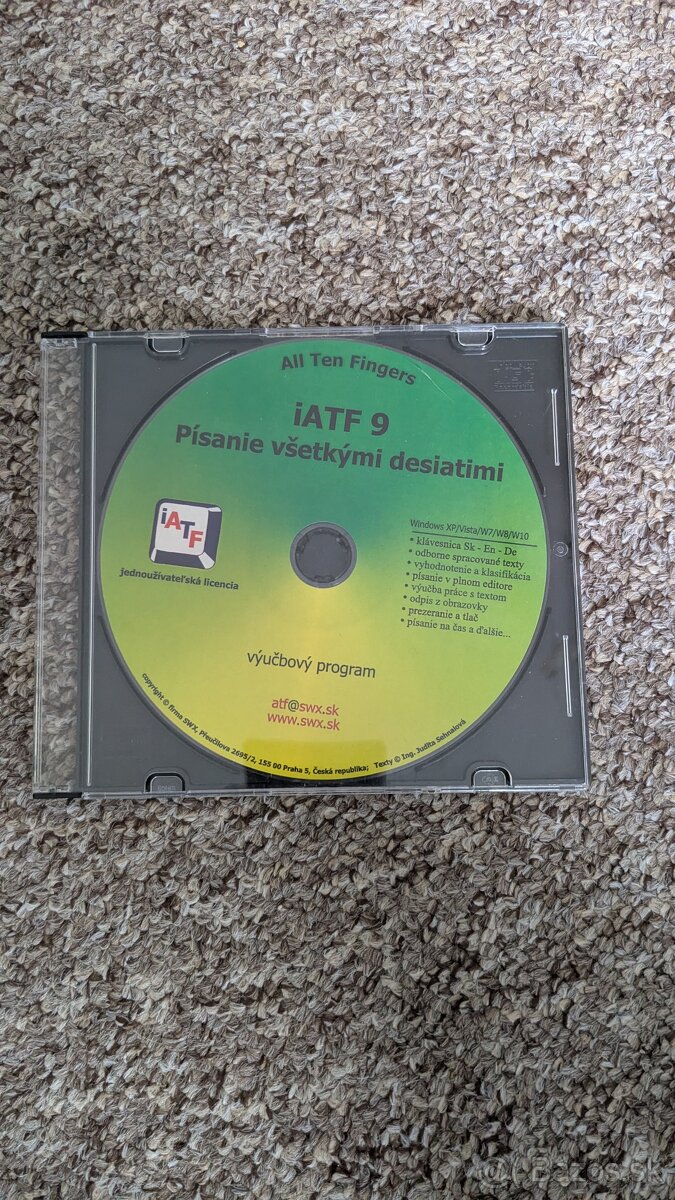 All Ten Fingers
iATF 9
Písanie všetkými desiatimi
iATF
jednoužívateľská licencia
Windows XP/Vista/W7/W8/W10
• klávesnica Sk - En - De
• odborne spracované texty
• vyhodnotenie a klasifikácia
• písanie v plnom editore
• výučba práce s textom
• odpis z obrazovky
• prezeranie a tlač
• písanie na čas a ďalšie...
výučbový program
atf@swx.sk
www.swx.sk
copyright © firma SWX, Přeučilova 2695/2, 155 00 Praha 5, Česká republika; Texty © Ing. Judita Sehnalová
Bazos.sk